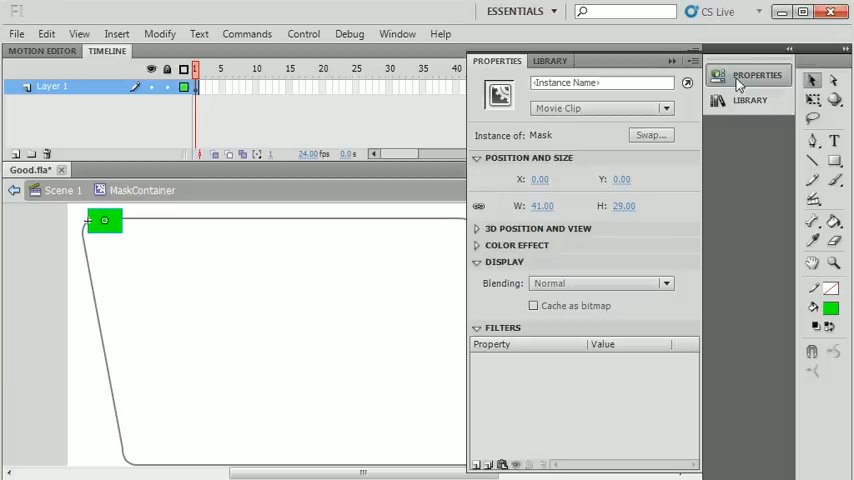 Fl ESSENTIALS CS Live
File Edit View Insert Modify Text Commands Control Debug Window Help
MOTION EDITOR TIMELINE
1 5 10 15 20 25 30 35 40
Layer 1
1 24.00 fps 0.0 s
Good.fla*
Scene 1 MaskContainer
PROPERTIES LIBRARY
<Instance Name>
Movie Clip
Instance of: Mask Swap...
POSITION AND SIZE
X: 0.00 Y: 0.00
W: 41.00 H: 29.00
3D POSITION AND VIEW
COLOR EFFECT
DISPLAY
Blending: Normal
Cache as bitmap
FILTERS
Property Value
PROPERTIES
LIBRARY